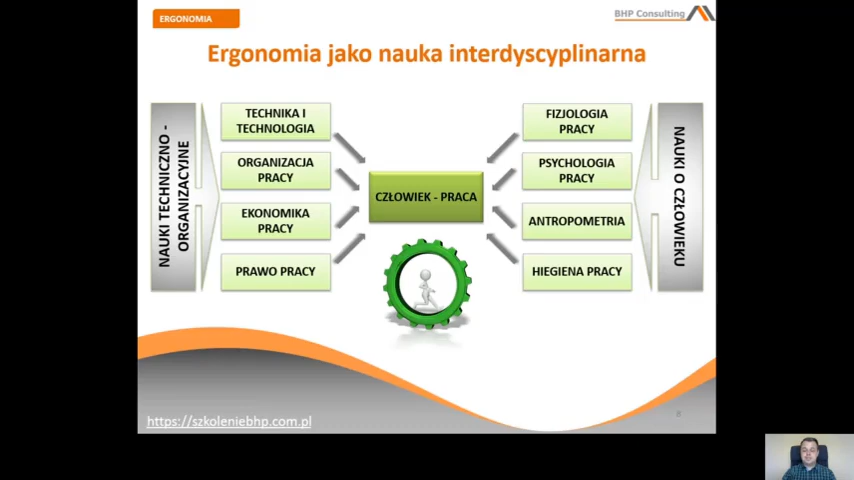 ERGONOMIA
BHP Consulting
Ergonomia jako nauka interdyscyplinarna
NAUKI TECHNICZNO -
ORGANIZACYJNE
TECHNIKA I
TECHNOLOGIA
ORGANIZACJA
PRACY
EKONOMIKA
PRACY
PRAWO PRACY
CZŁOWIEK - PRACA
FIZJOLOGIA
PRACY
PSYCHOLOGIA
PRACY
ANTROPOMETRIA
HIEGIENA PRACY
NAUKI O CZŁOWIEKU
https://szkoleniebhp.com.pl
8